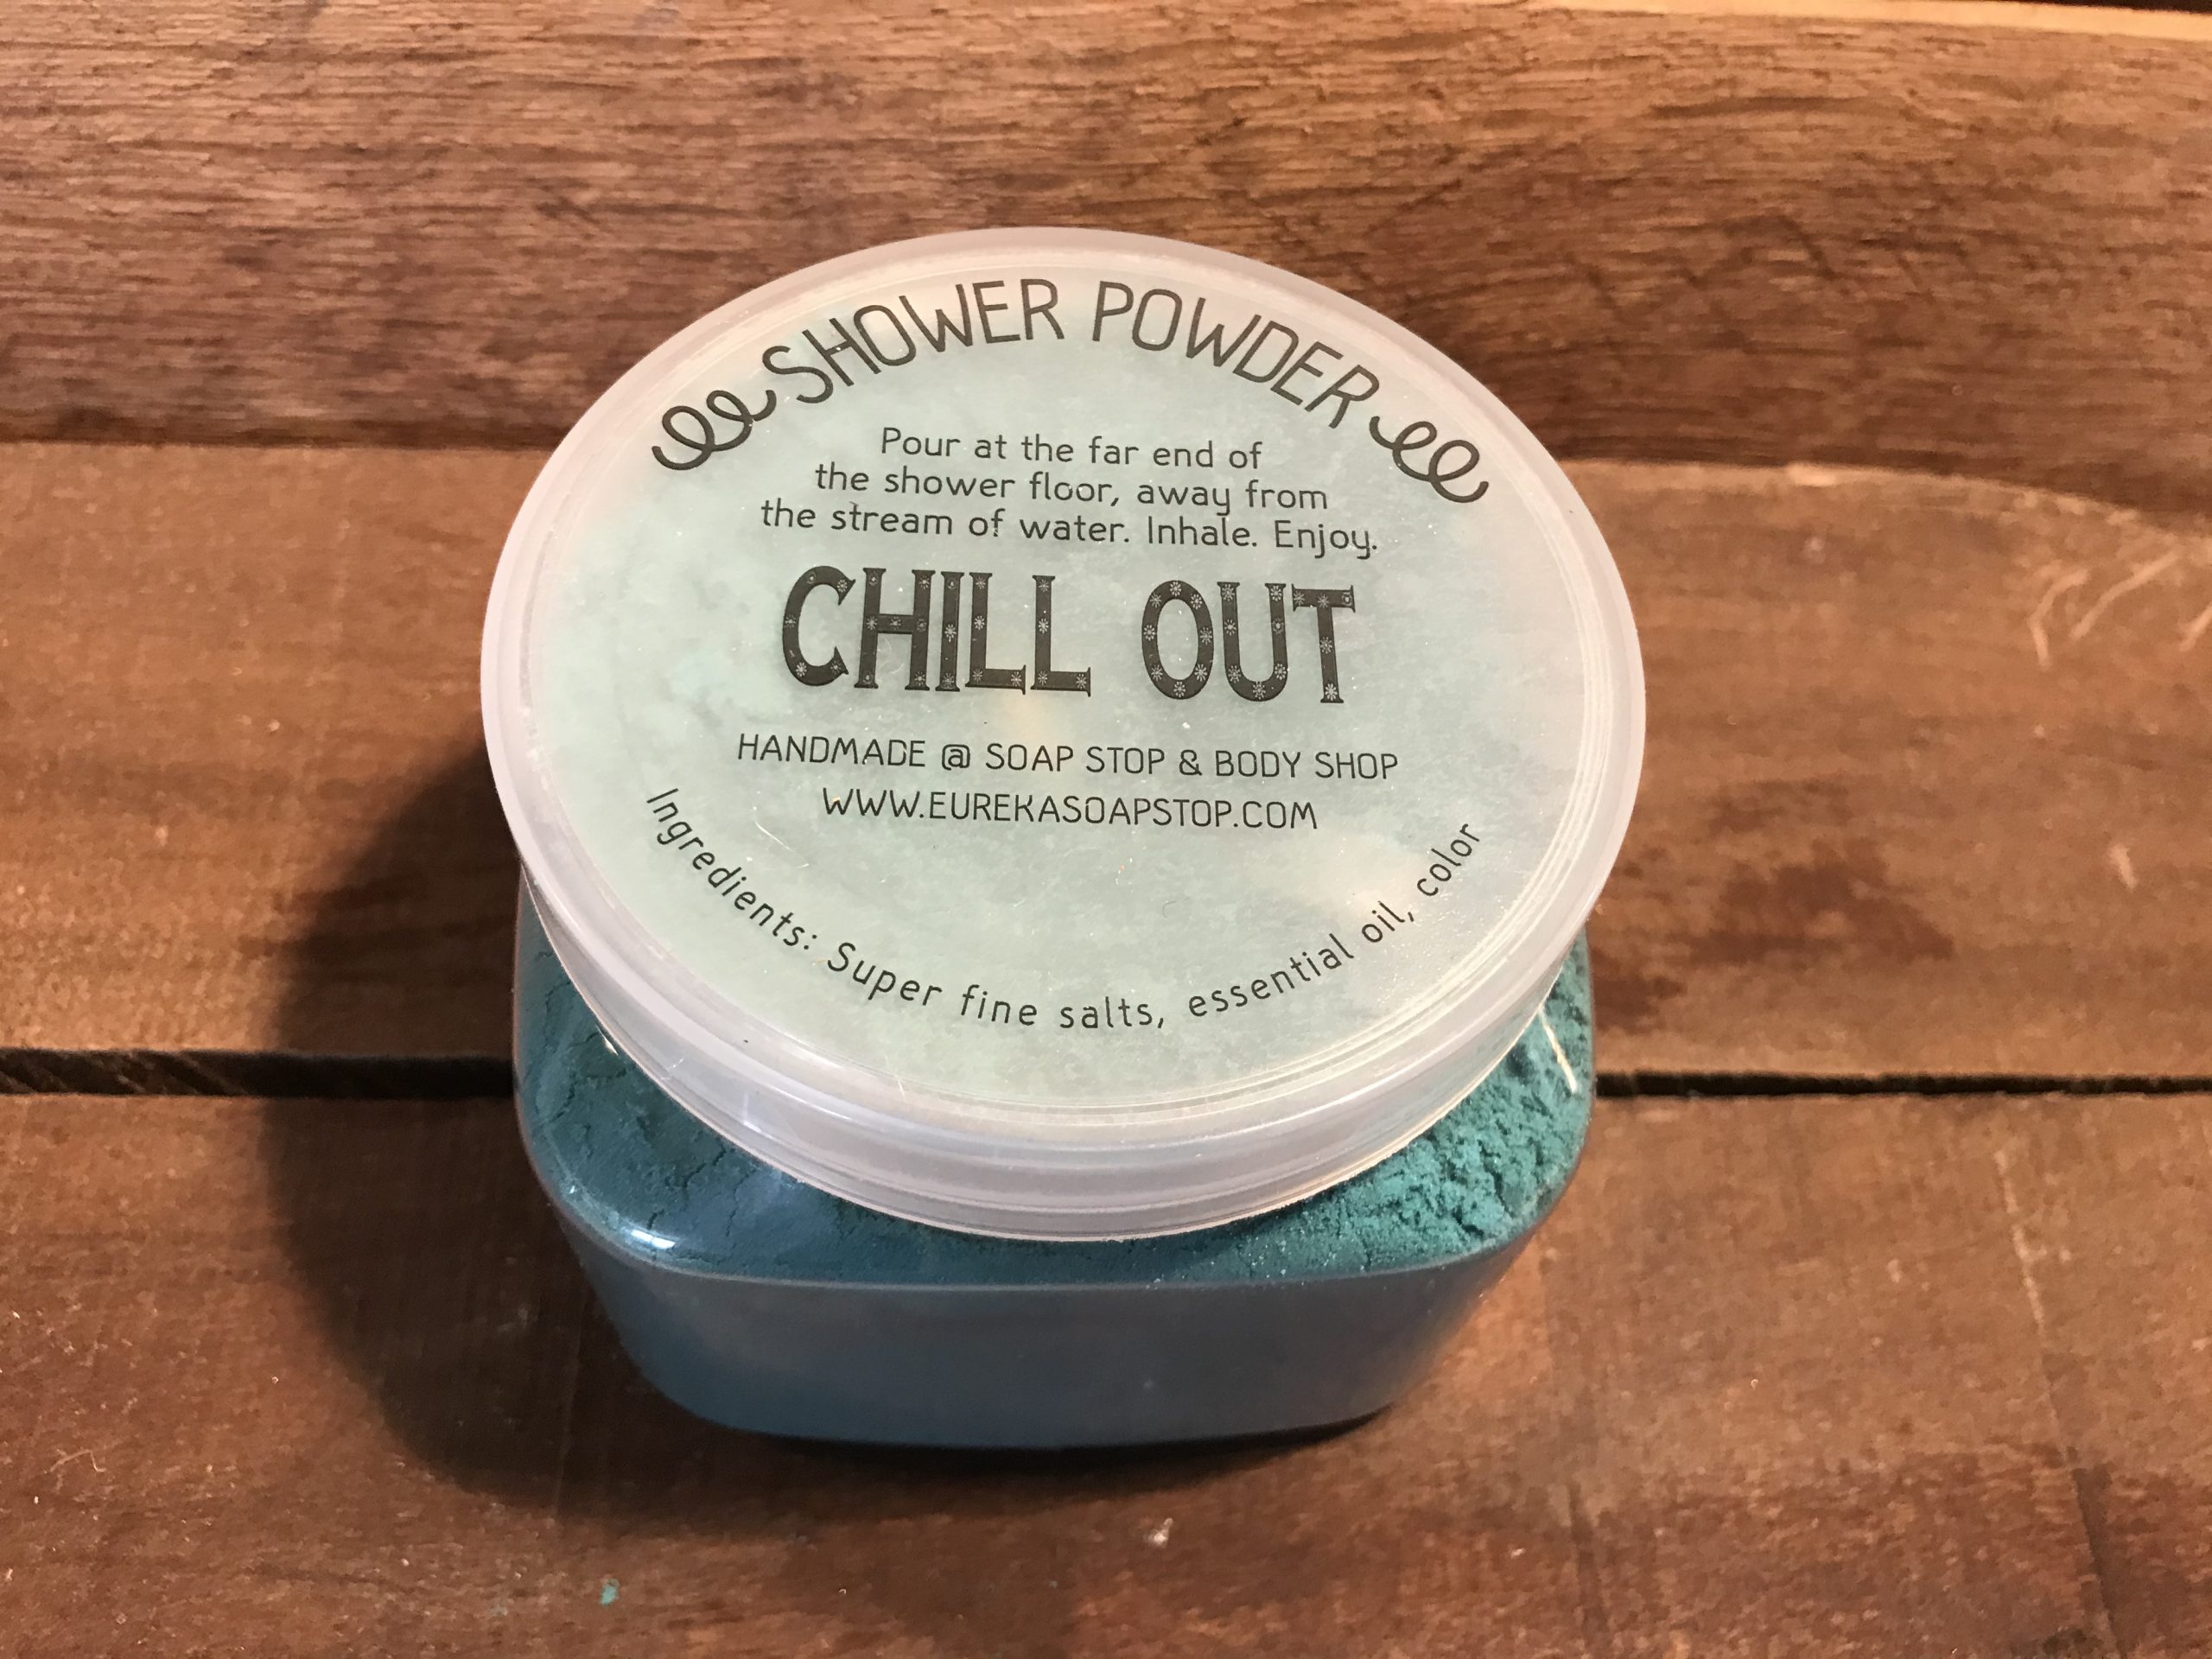 SHOWER POWDER
Pour at the far end of
the shower floor, away from
the stream of water. Inhale. Enjoy.
CHILL OUT
HANDMADE @ SOAP STOP & BODY SHOP
WWW.EUREKASOAPSTOP.COM
Ingredients: Super fine salts, essential oil, color